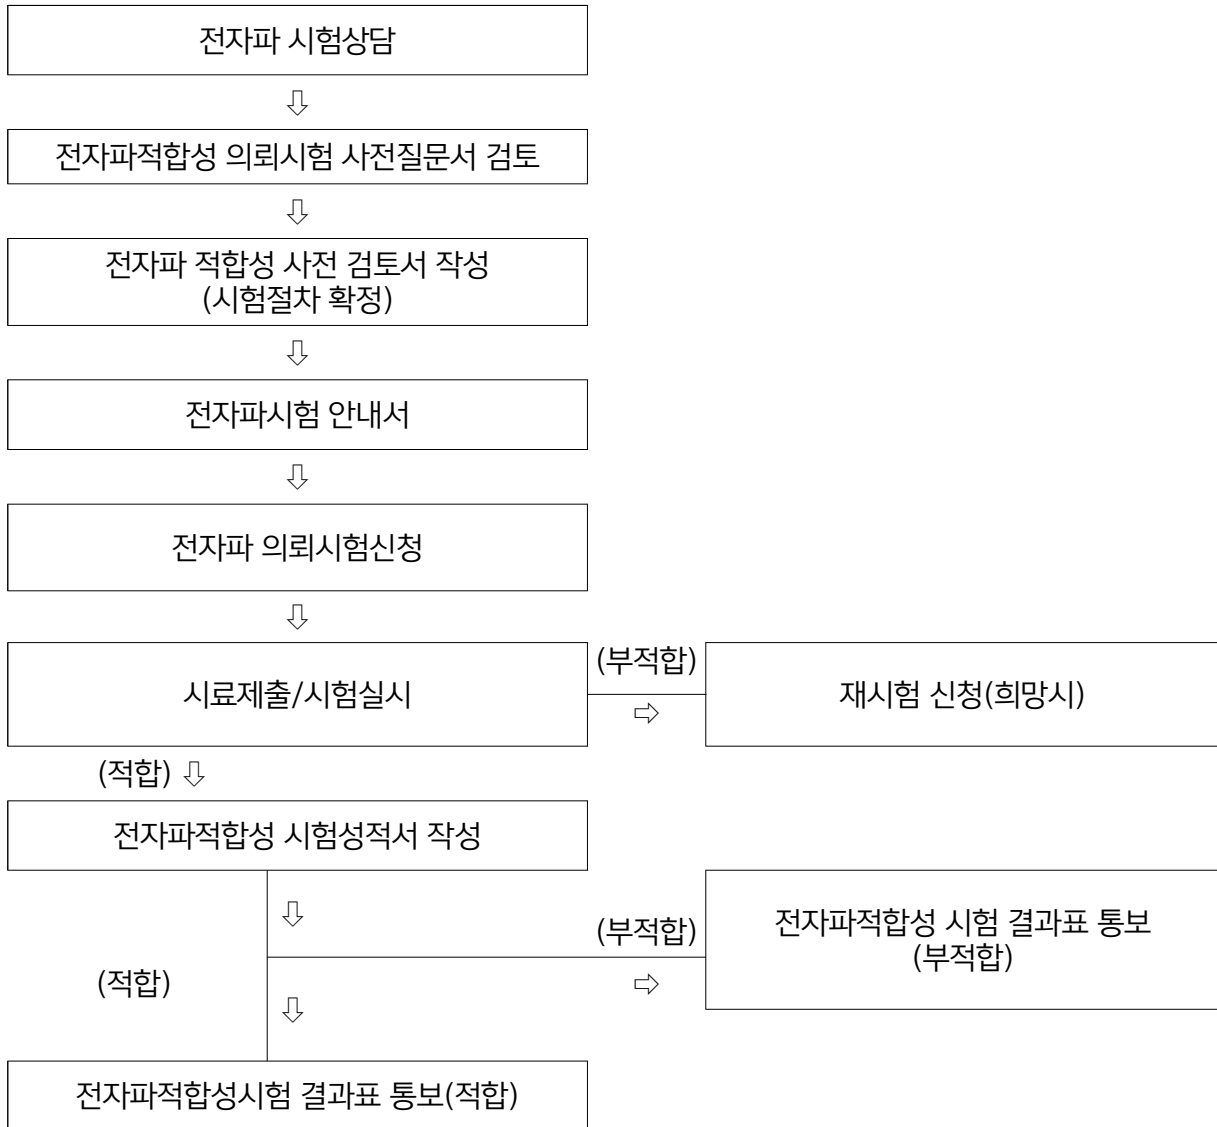 전자파 시험상담
⇩
전자파적합성 의뢰시험 사전질문서 검토
⇩
전자파 적합성 사전 검토서 작성
(시험절차 확정)
⇩
전자파시험 안내서
⇩
전자파 의뢰시험신청
⇩
시료제출/시험실시
(부적합)
⇨
재시험 신청(희망시)
(적합) ⇩
전자파적합성 시험성적서 작성
⇩
(부적합)
⇨
전자파적합성 시험 결과표 통보
(부적합)
(적합)
⇩
전자파적합성시험 결과표 통보(적합)